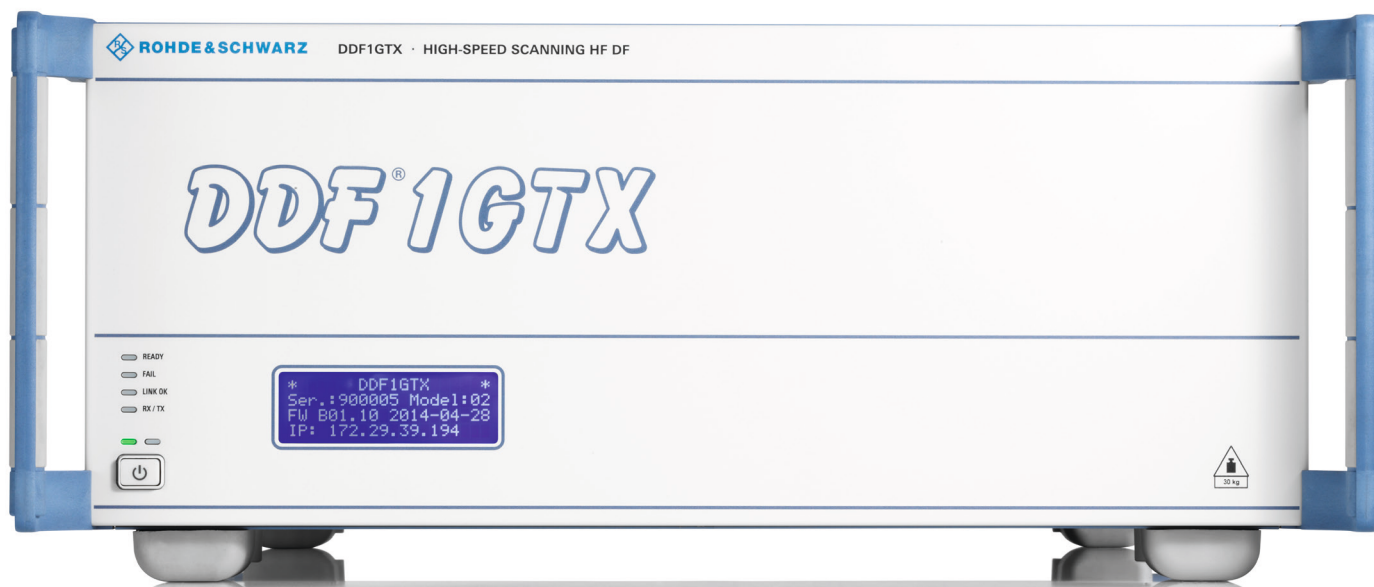 R S ROHDE&SCHWARZ DDF1GTX · HIGH-SPEED SCANNING HF DF
DDF®1GTX
READY
FAIL
LINK OK
RX / TX
* DDF1GTX *
Ser.:900005 Model:02
FW B01.10 2014-04-28
IP: 172.29.39.194
30 kg